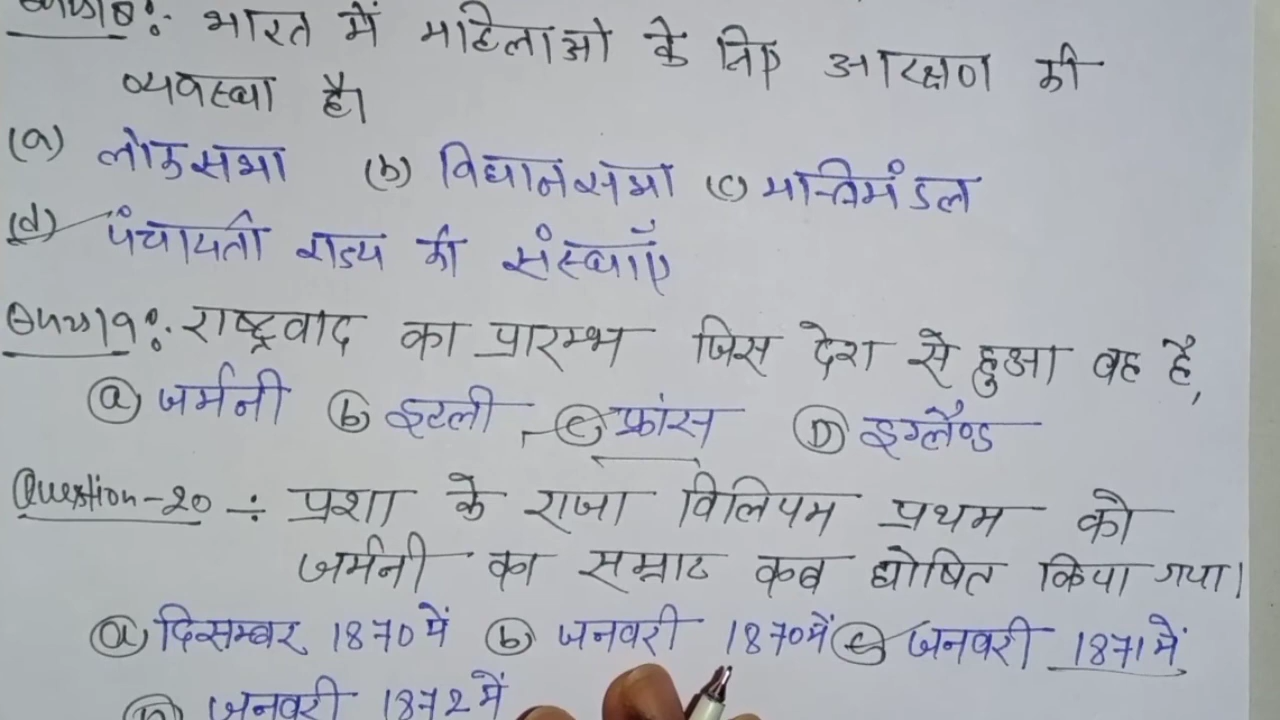 भारत में महिलाओ के लिए आरक्षण की
व्यवस्था है।
(a) लोकसभा (b) विधानसभा (c) मन्त्रिमंडल
(d) पंचायती राज्य की संस्थाएँ
राष्ट्रवाद का प्रारम्भ जिस देश से हुआ वह है,
(a) जर्मनी (b) इटली (c) फ्रांस (D) इग्लैण्ड
Question-20 ÷ प्रशा के राजा विलियम प्रथम को
जर्मनी का सम्राट कब घोषित किया गया।
(a) दिसम्बर 1870 में (b) जनवरी 1870 में (c) जनवरी 1871 में
(D) जनवरी 1872 में